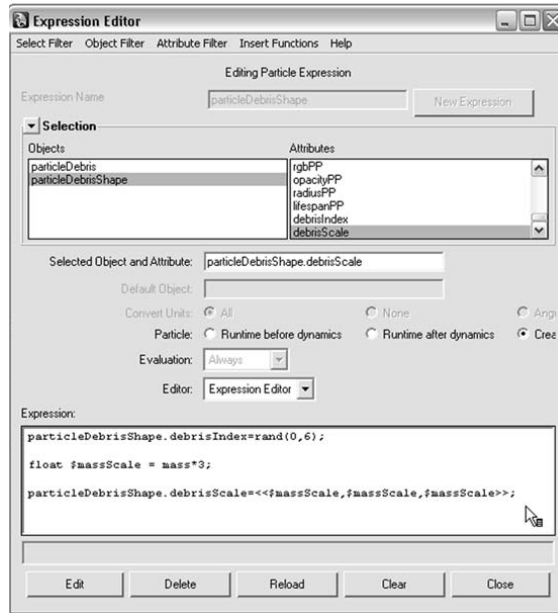 Expression Editor
Select Filter Object Filter Attribute Filter Insert Functions Help
Editing Particle Expression
Expression Name particleDebrisShape New Expression
Selection
Objects Attributes
particleDebris rgbPP
particleDebrisShape opacityPP
radiusPP
lifespanPP
debrisIndex
debrisScale
Selected Object and Attribute: particleDebrisShape.debrisScale
Default Object:
Convert Units: All None Ang
Particle: Runtime before dynamics Runtime after dynamics Crea
Evaluation: Always
Editor: Expression Editor
Expression:
particleDebrisShape.debrisIndex=rand(0,6);
float $massScale = mass*3;
particleDebrisShape.debrisScale=<<$massScale,$massScale,$massScale>>;
Edit Delete Reload Clear Close